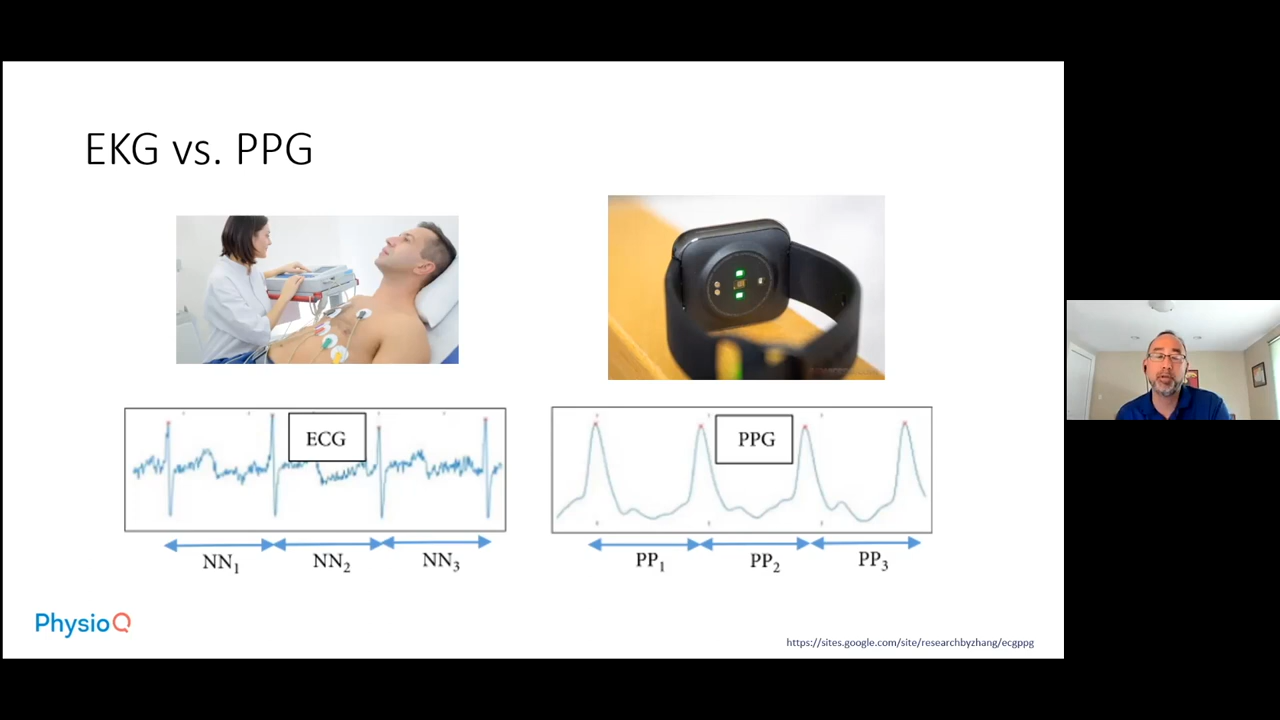 EKG vs. PPG
ECG
PPG
NN₁ NN₂ NN₃
PP₁ PP₂ PP₃
PhysioQ
https://sites.google.com/site/researchbyzhang/ecgppg